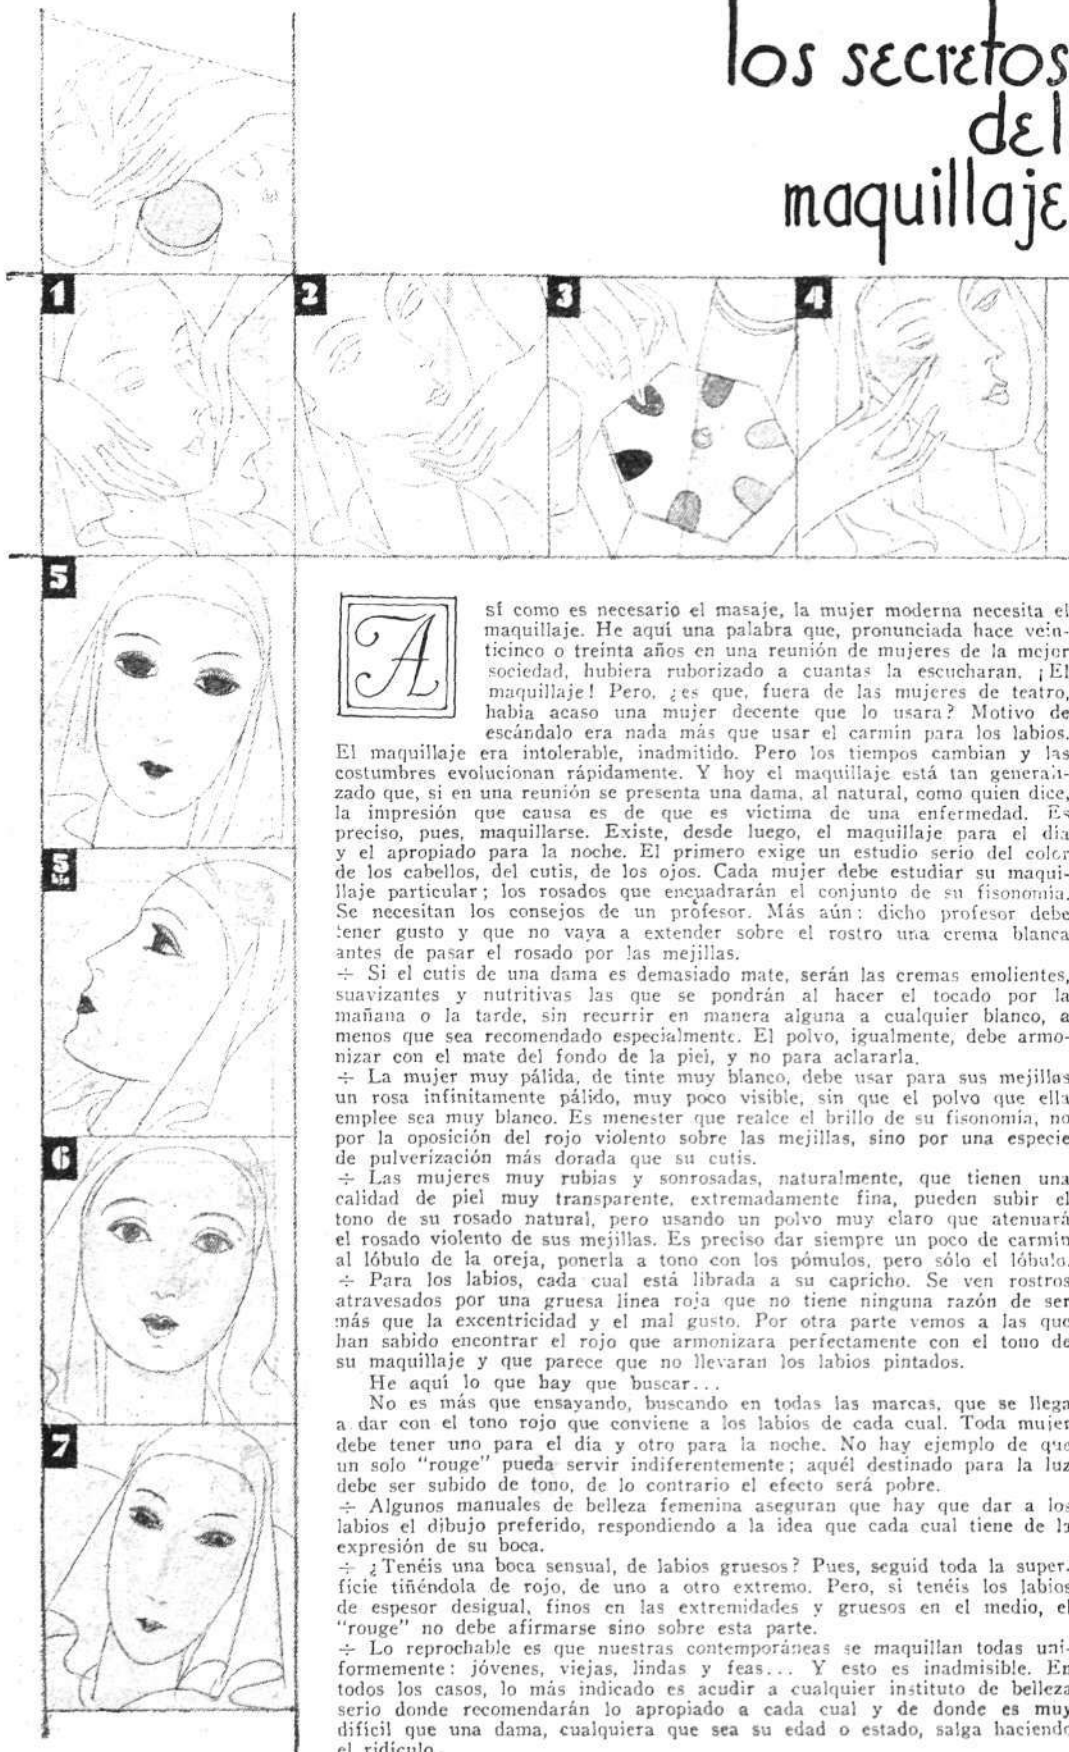 los secretos
del
maquillaje
1
2
3
4
5
5
bis
6
7
A
sí como es necesario el masaje, la mujer moderna necesita el
maquillaje. He aquí una palabra que, pronunciada hace vein-
ticinco o treinta años en una reunión de mujeres de la mejor
sociedad, hubiera ruborizado a cuantas la escucharan. ¡El
maquillaje! Pero, ¿es que, fuera de las mujeres de teatro,
había acaso una mujer decente que lo usara? Motivo de
escándalo era nada más que usar el carmín para los labios.
El maquillaje era intolerable, inadmitido. Pero los tiempos cambian y las
costumbres evolucionan rápidamente. Y hoy el maquillaje está tan generali-
zado que, si en una reunión se presenta una dama, al natural, como quien dice,
la impresión que causa es de que es víctima de una enfermedad. Es
preciso, pues, maquillarse. Existe, desde luego, el maquillaje para el día
y el apropiado para la noche. El primero exige un estudio serio del color
de los cabellos, del cutis, de los ojos. Cada mujer debe estudiar su maqui-
llaje particular; los rosados que encuadrarán el conjunto de su fisonomía.
Se necesitan los consejos de un profesor. Más aún: dicho profesor debe
tener gusto y que no vaya a extender sobre el rostro una crema blanca
antes de pasar el rosado por las mejillas.
÷ Si el cutis de una dama es demasiado mate, serán las cremas emolientes,
suavizantes y nutritivas las que se pondrán al hacer el tocado por la
mañana o la tarde, sin recurrir en manera alguna a cualquier blanco, a
menos que sea recomendado especialmente. El polvo, igualmente, debe armo-
nizar con el mate del fondo de la piel, y no para aclararla.
÷ La mujer muy pálida, de tinte muy blanco, debe usar para sus mejillas
un rosa infinitamente pálido, muy poco visible, sin que el polvo que ella
emplee sea muy blanco. Es menester que realce el brillo de su fisonomía, no
por la oposición del rojo violento sobre las mejillas, sino por una especie
de pulverización más dorada que su cutis.
÷ Las mujeres muy rubias y sonrosadas, naturalmente, que tienen una
calidad de piel muy transparente, extremadamente fina, pueden subir el
tono de su rosado natural, pero usando un polvo muy claro que atenuará
el rosado violento de sus mejillas. Es preciso dar siempre un poco de carmín
al lóbulo de la oreja, ponerla a tono con los pómulos, pero sólo el lóbulo.
÷ Para los labios, cada cual está librada a su capricho. Se ven rostros
atravesados por una gruesa línea roja que no tiene ninguna razón de ser
más que la excentricidad y el mal gusto. Por otra parte vemos a las que
han sabido encontrar el rojo que armonizara perfectamente con el tono de
su maquillaje y que parece que no llevaran los labios pintados.
He aquí lo que hay que buscar...
No es más que ensayando, buscando en todas las marcas, que se llega
a dar con el tono rojo que conviene a los labios de cada cual. Toda mujer
debe tener uno para el día y otro para la noche. No hay ejemplo de que
un solo "rouge" pueda servir indiferentemente; aquél destinado para la luz
debe ser subido de tono, de lo contrario el efecto será pobre.
÷ Algunos manuales de belleza femenina aseguran que hay que dar a los
labios el dibujo preferido, respondiendo a la idea que cada cual tiene de la
expresión de su boca.
÷ ¿Tenéis una boca sensual, de labios gruesos? Pues, seguid toda la super-
ficie tiñéndola de rojo, de uno a otro extremo. Pero, si tenéis los labios
de espesor desigual, finos en las extremidades y gruesos en el medio, el
"rouge" no debe afirmarse sino sobre esta parte.
÷ Lo reprochable es que nuestras contemporáneas se maquillan todas uni-
formemente: jóvenes, viejas, lindas y feas... Y esto es inadmisible. En
todos los casos, lo más indicado es acudir a cualquier instituto de belleza
serio donde recomendarán lo apropiado a cada cual y de donde es muy
difícil que una dama, cualquiera que sea su edad o estado, salga haciendo
el ridículo.